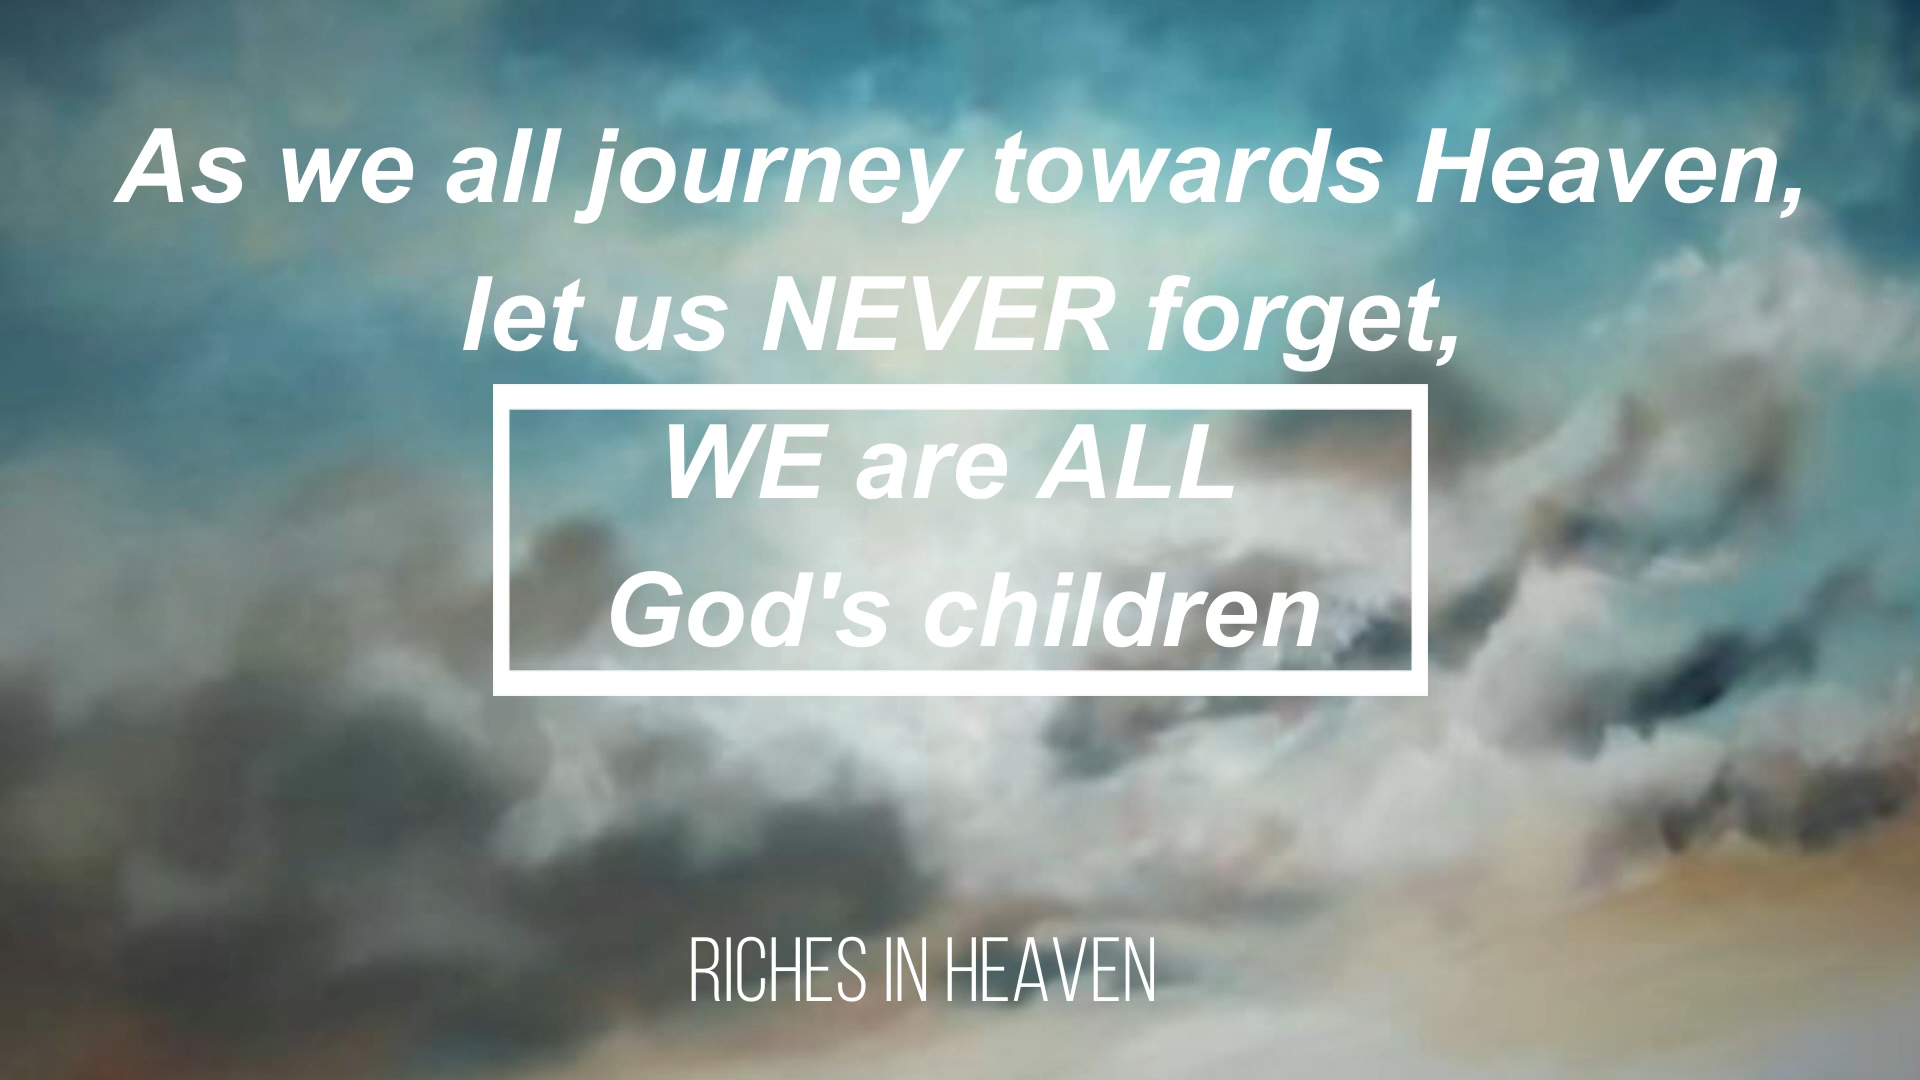 As we all journey towards Heaven,
let us NEVER forget,
WE are ALL
God's children
RICHES IN HEAVEN